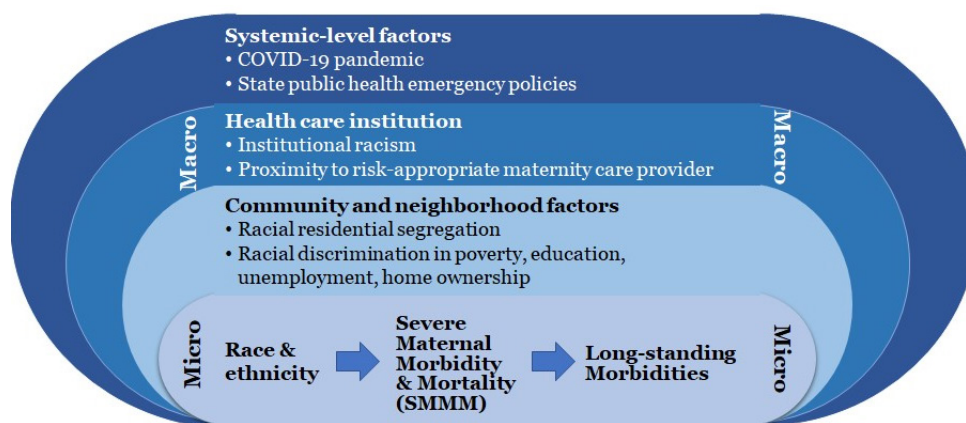 Systemic-level factors
• COVID-19 pandemic
• State public health emergency policies
Macro
Macro
Health care institution
• Institutional racism
• Proximity to risk-appropriate maternity care provider
Community and neighborhood factors
• Racial residential segregation
• Racial discrimination in poverty, education,
unemployment, home ownership
Micro
Race &
ethnicity
Severe
Maternal
Morbidity
& Mortality
(SMMM)
Long-standing
Morbidities
Micro